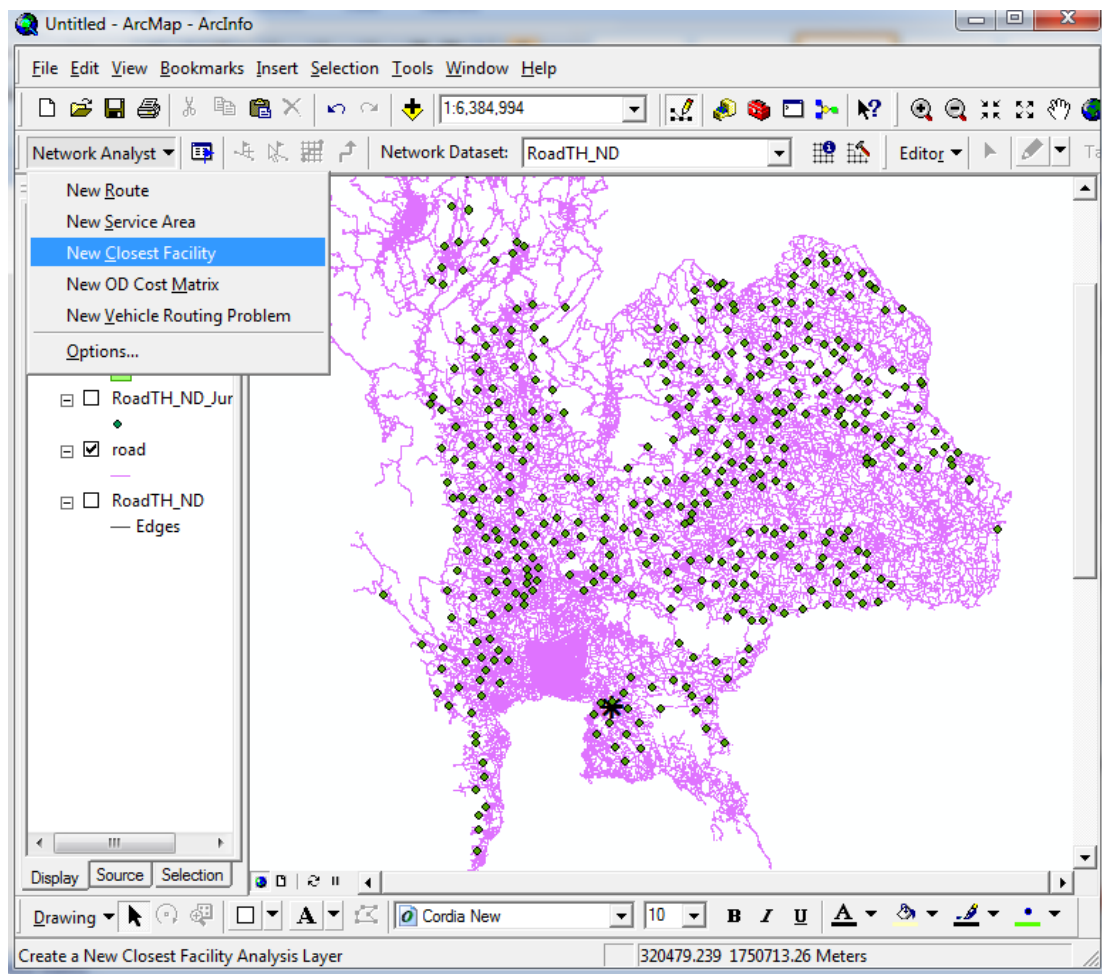 Untitled - ArcMap - ArcInfo
File Edit View Bookmarks Insert Selection Tools Window Help
1:6,384,994
Network Analyst Network Dataset: RoadTH_ND Editor
New Route
New Service Area
New Closest Facility
New OD Cost Matrix
New Vehicle Routing Problem
Options...
RoadTH_ND_Jur
road
RoadTH_ND
Edges
Display Source Selection
Drawing A Cordia New 10 B I U A
Create a New Closest Facility Analysis Layer 320479.239 1750713.26 Meters